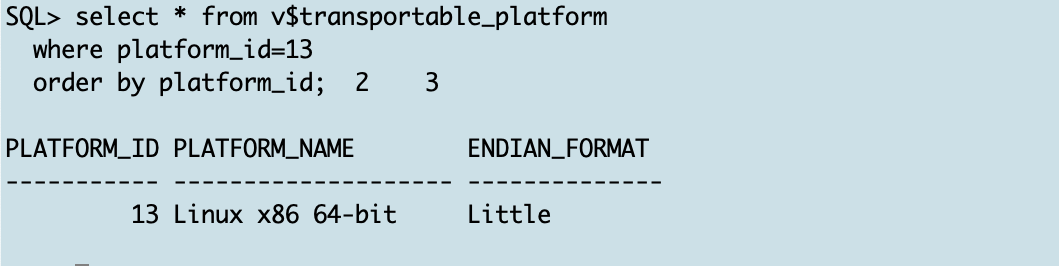 SQL> select * from v$transportable_platform
  where platform_id=13
  order by platform_id;  2    3

PLATFORM_ID PLATFORM_NAME        ENDIAN_FORMAT
----------- -------------------- --------------
         13 Linux x86 64-bit     Little